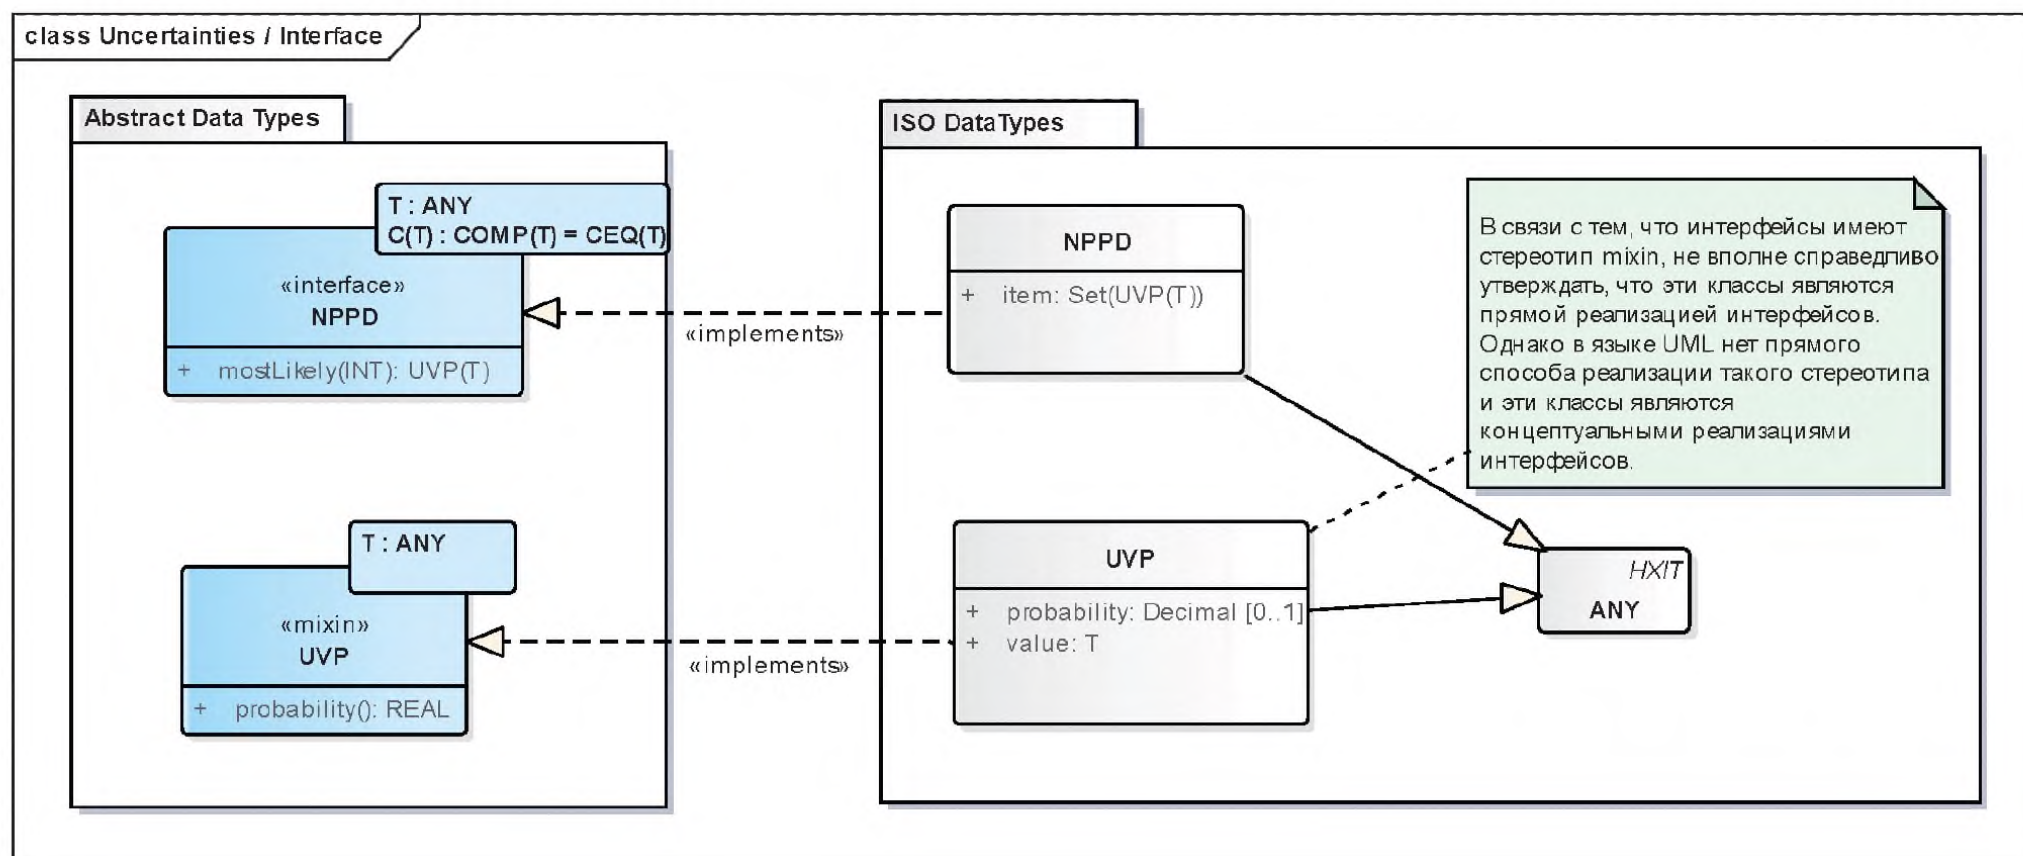 class Uncertainties / Interface
Abstract Data Types
T : ANY
C(T) : COMP(T) = CEQ(T)
«interface»
NPPD
+ mostLikely(INT): UVP(T)
T : ANY
«mixin»
UVP
+ probability(): REAL
«implements»
«implements»
ISO DataTypes
NPPD
+ item: Set(UVP(T))
UVP
+ probability: Decimal [0..1]
+ value: T
В связи с тем, что интерфейсы имеют
стереотип mixin, не вполне справедливо
утверждать, что эти классы являются
прямой реализацией интерфейсов.
Однако в языке UML нет прямого
способа реализации такого стереотипа
и эти классы являются
концептуальными реализациями
интерфейсов.
HXIT
ANY